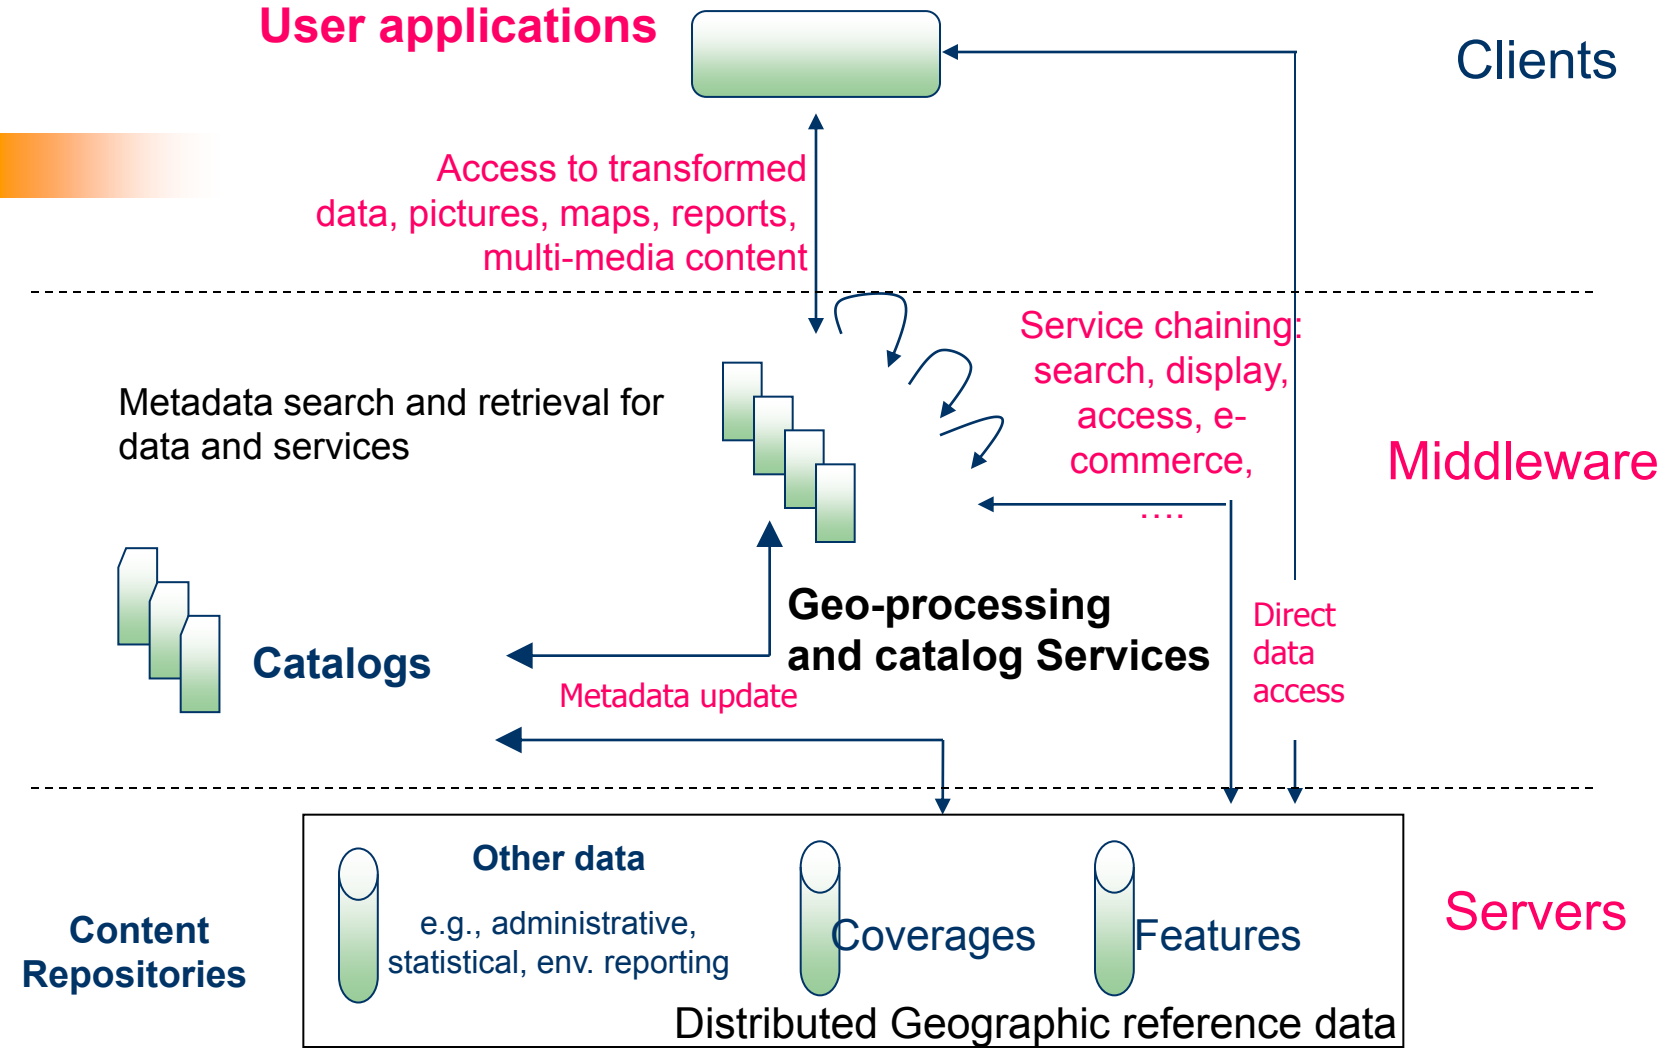 User applications
Clients
Access to transformed
data, pictures, maps, reports,
multi-media content
Service chaining:
search, display,
access, e-
commerce,
....
Metadata search and retrieval for
data and services
Middleware
Geo-processing
and catalog Services
Catalogs
Metadata update
Direct
data
access
Content
Repositories
Other data
e.g., administrative,
statistical, env. reporting
Coverages
Features
Servers
Distributed Geographic reference data